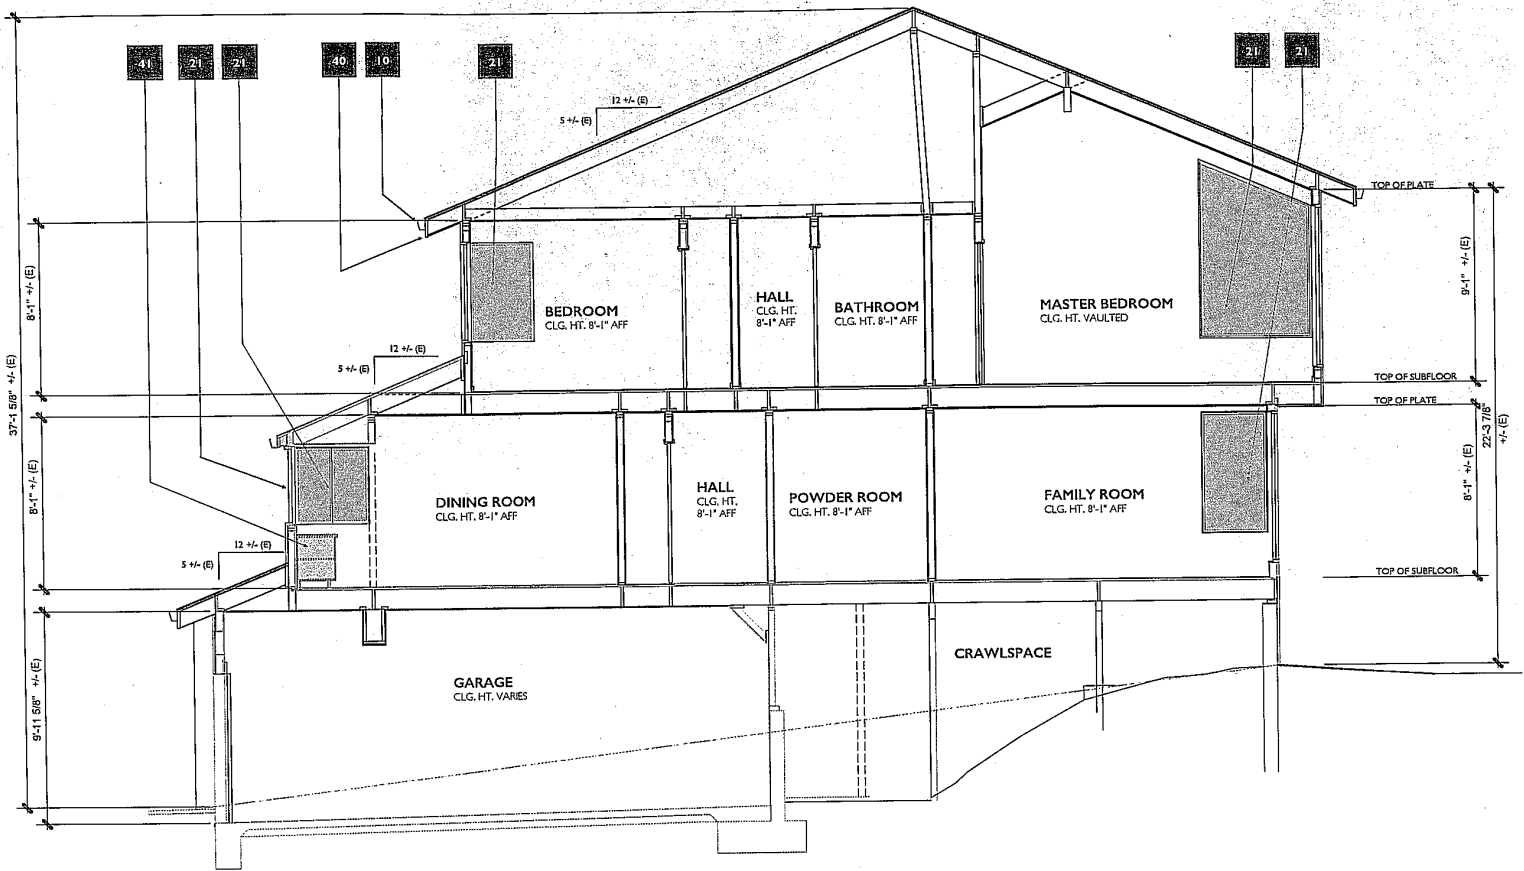 41 21 21 40 10 21 21 21
12 +/- (E)
5 +/- (E)
TOP OF PLATE
8'-1" +/- (E)
9'-1" +/- (E)
BEDROOM
CLG. HT. 8'-1" AFF
HALL
CLG. HT.
8'-1" AFF
BATHROOM
CLG. HT. 8'-1" AFF
MASTER BEDROOM
CLG. HT. VAULTED
12 +/- (E)
5 +/- (E)
37'-1 5/8" +/- (E)
TOP OF SUBFLOOR
TOP OF PLATE
22'-3 7/8"
+/- (E)
8'-1" +/- (E)
8'-1" +/- (E)
DINING ROOM
CLG. HT. 8'-1" AFF
HALL
CLG. HT.
8'-1" AFF
POWDER ROOM
CLG. HT. 8'-1" AFF
FAMILY ROOM
CLG. HT. 8'-1" AFF
12 +/- (E)
5 +/- (E)
TOP OF SUBFLOOR
9'-11 5/8" +/- (E)
GARAGE
CLG. HT. VARIES
CRAWLSPACE